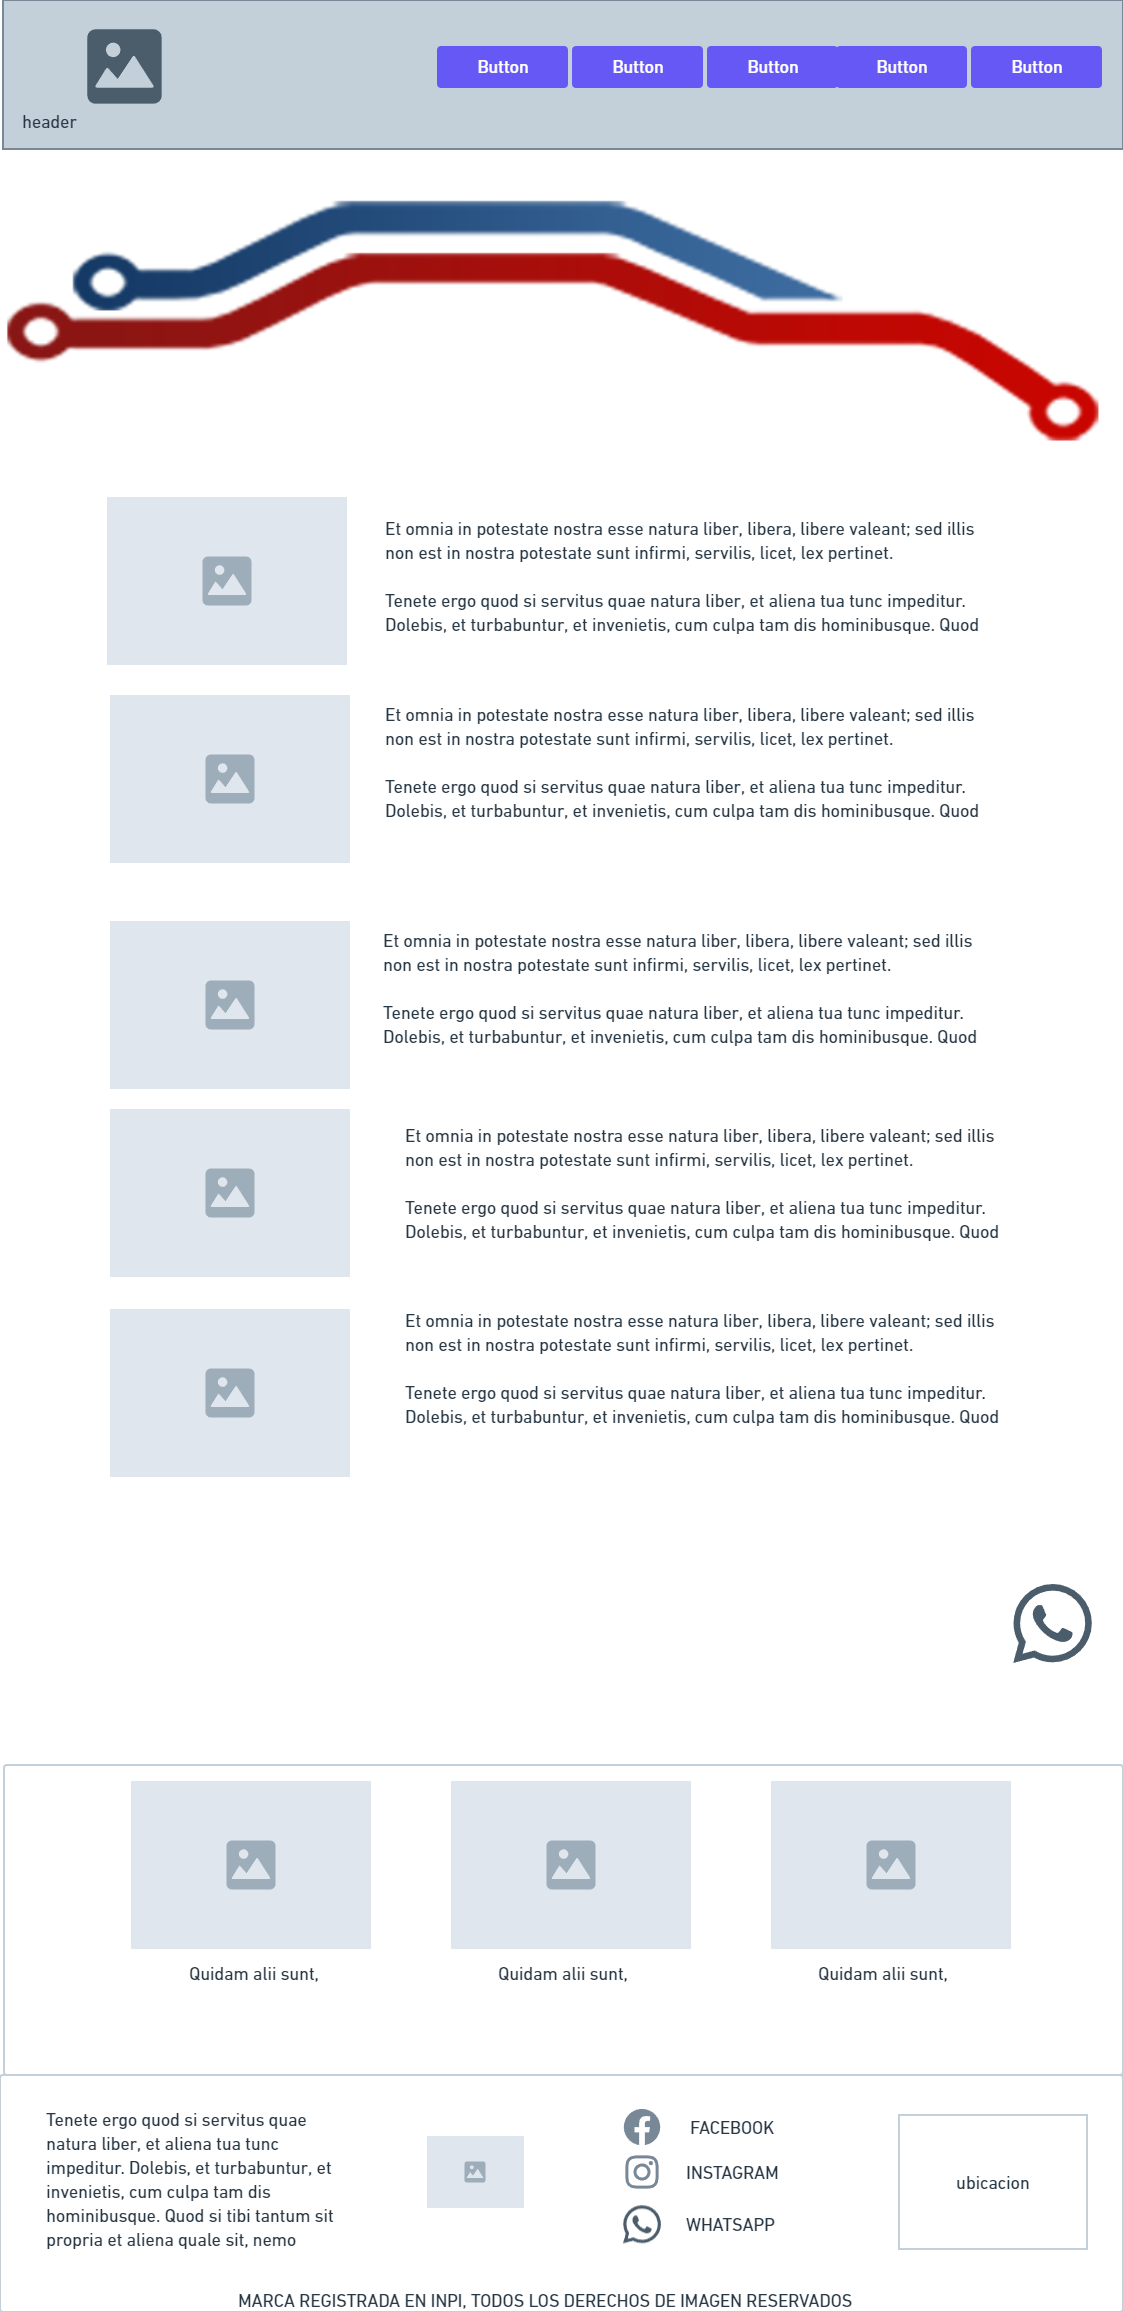 header
Button
Button
Button
Button
Button
Et omnia in potestate nostra esse natura liber, libera, libere valeant; sed illis
non est in nostra potestate sunt infirmi, servilis, licet, lex pertinet.
Tenete ergo quod si servitus quae natura liber, et aliena tua tunc impeditur.
Dolebis, et turbabuntur, et invenietis, cum culpa tam dis hominibusque. Quod
Et omnia in potestate nostra esse natura liber, libera, libere valeant; sed illis
non est in nostra potestate sunt infirmi, servilis, licet, lex pertinet.
Tenete ergo quod si servitus quae natura liber, et aliena tua tunc impeditur.
Dolebis, et turbabuntur, et invenietis, cum culpa tam dis hominibusque. Quod
Et omnia in potestate nostra esse natura liber, libera, libere valeant; sed illis
non est in nostra potestate sunt infirmi, servilis, licet, lex pertinet.
Tenete ergo quod si servitus quae natura liber, et aliena tua tunc impeditur.
Dolebis, et turbabuntur, et invenietis, cum culpa tam dis hominibusque. Quod
Et omnia in potestate nostra esse natura liber, libera, libere valeant; sed illis
non est in nostra potestate sunt infirmi, servilis, licet, lex pertinet.
Tenete ergo quod si servitus quae natura liber, et aliena tua tunc impeditur.
Dolebis, et turbabuntur, et invenietis, cum culpa tam dis hominibusque. Quod
Et omnia in potestate nostra esse natura liber, libera, libere valeant; sed illis
non est in nostra potestate sunt infirmi, servilis, licet, lex pertinet.
Tenete ergo quod si servitus quae natura liber, et aliena tua tunc impeditur.
Dolebis, et turbabuntur, et invenietis, cum culpa tam dis hominibusque. Quod
Quidam alii sunt,
Quidam alii sunt,
Quidam alii sunt,
Tenete ergo quod si servitus quae
natura liber, et aliena tua tunc
impeditur. Dolebis, et turbabuntur, et
invenietis, cum culpa tam dis
hominibusque. Quod si tibi tantum sit
propria et aliena quale sit, nemo
FACEBOOK
INSTAGRAM
WHATSAPP
ubicacion
MARCA REGISTRADA EN INPI, TODOS LOS DERECHOS DE IMAGEN RESERVADOS